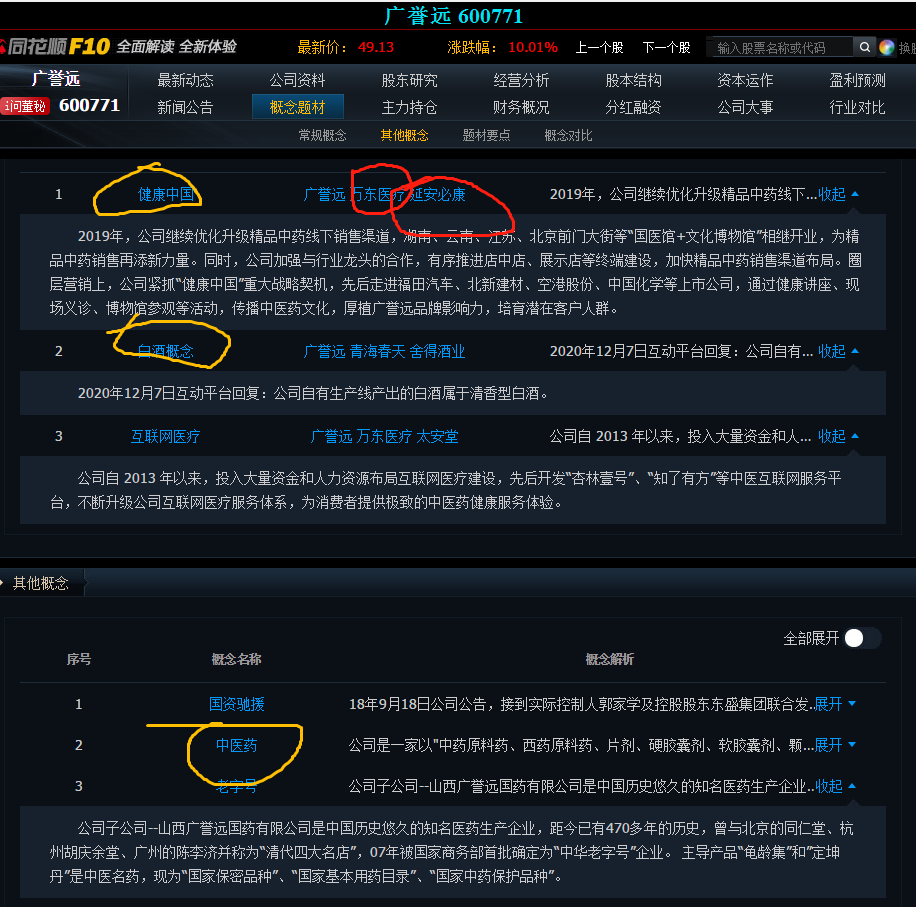 广誉远 600771
同花顺F10 全面解读 全新体验 最新价: 49.13 涨跌幅: 10.01% 上一个股 下一个股 输入股票名称或代码 换肤
广誉远 最新动态 公司资料 股东研究 经营分析 股本结构 资本运作 盈利预测
问董秘 600771 新闻公告 概念题材 主力持仓 财务概况 分红融资 公司大事 行业对比
常规概念 其他概念 题材要点 概念对比
1 健康中国 广誉远 万东医疗 延安必康 2019年，公司继续优化升级精品中药线下...收起
2019年，公司继续优化升级精品中药线下销售渠道，湖南、云南、江苏、北京前门大街等“国医馆+文化博物馆”相继开业，为精
品中药销售再添新力量。同时，公司加强与行业龙头的合作，有序推进店中店、展示店等终端建设，加快精品中药销售渠道布局。圈
层营销上，公司紧抓“健康中国”重大战略契机，先后走进福田汽车、北新建材、空港股份、中国化学等上市公司，通过健康讲座、现
场义诊、博物馆参观等活动，传播中医药文化，厚植广誉远品牌影响力，培育潜在客户人群。
2 白酒概念 广誉远 青海春天 舍得酒业 2020年12月7日互动平台回复：公司自有... 收起
2020年12月7日互动平台回复：公司自有生产线产出的白酒属于清香型白酒。
3 互联网医疗 广誉远 万东医疗 太安堂 公司自 2013 年以来，投入大量资金和人... 收起
公司自 2013 年以来，投入大量资金和人力资源布局互联网医疗建设，先后开发“杏林壹号”、“知了有方”等中医互联网服务平
台，不断升级公司互联网医疗服务体系，为消费者提供极致的中医药健康服务体验。
其他概念
全部展开
序号 概念名称 概念解析
1 国资驰援 18年9月18日公司公告，接到实际控制人郭家学及控股股东东盛集团联合发..展开
2 中医药 公司是一家以"中药原料药、西药原料药、片剂、硬胶囊剂、软胶囊剂、颗...展开
3 老字号 公司子公司--山西广誉远国药有限公司是中国历史悠久的知名医药生产企业..收起
公司子公司--山西广誉远国药有限公司是中国历史悠久的知名医药生产企业，距今已有470多年的历史，曾与北京的同仁堂、杭
州胡庆余堂、广州的陈李济并称为“清代四大名店”，07年被国家商务部首批确定为“中华老字号”企业。 主导产品“龟龄集”和“定坤
丹”是中医名药，现为“国家保密品种”、“国家基本用药目录”、“国家中药保护品种”。